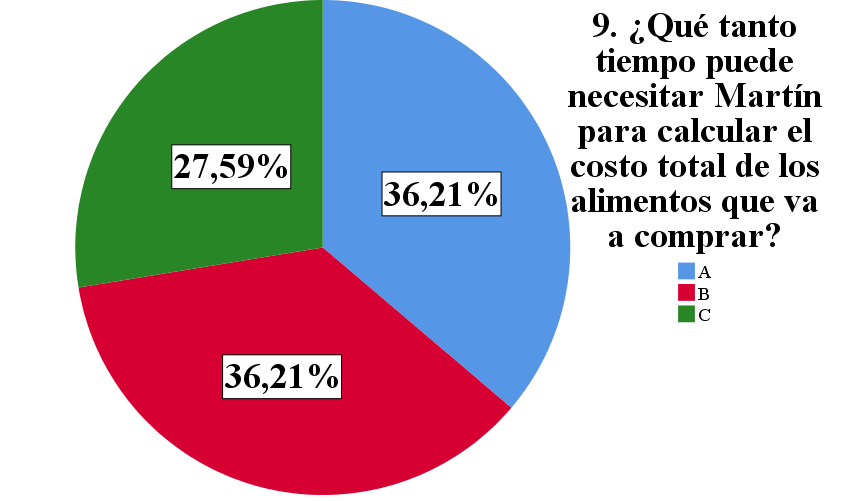 9. ¿Qué tanto
tiempo puede
necesitar Martín
para calcular el
costo total de los
alimentos que va
a comprar?
A
B
C
27,59%
36,21%
36,21%